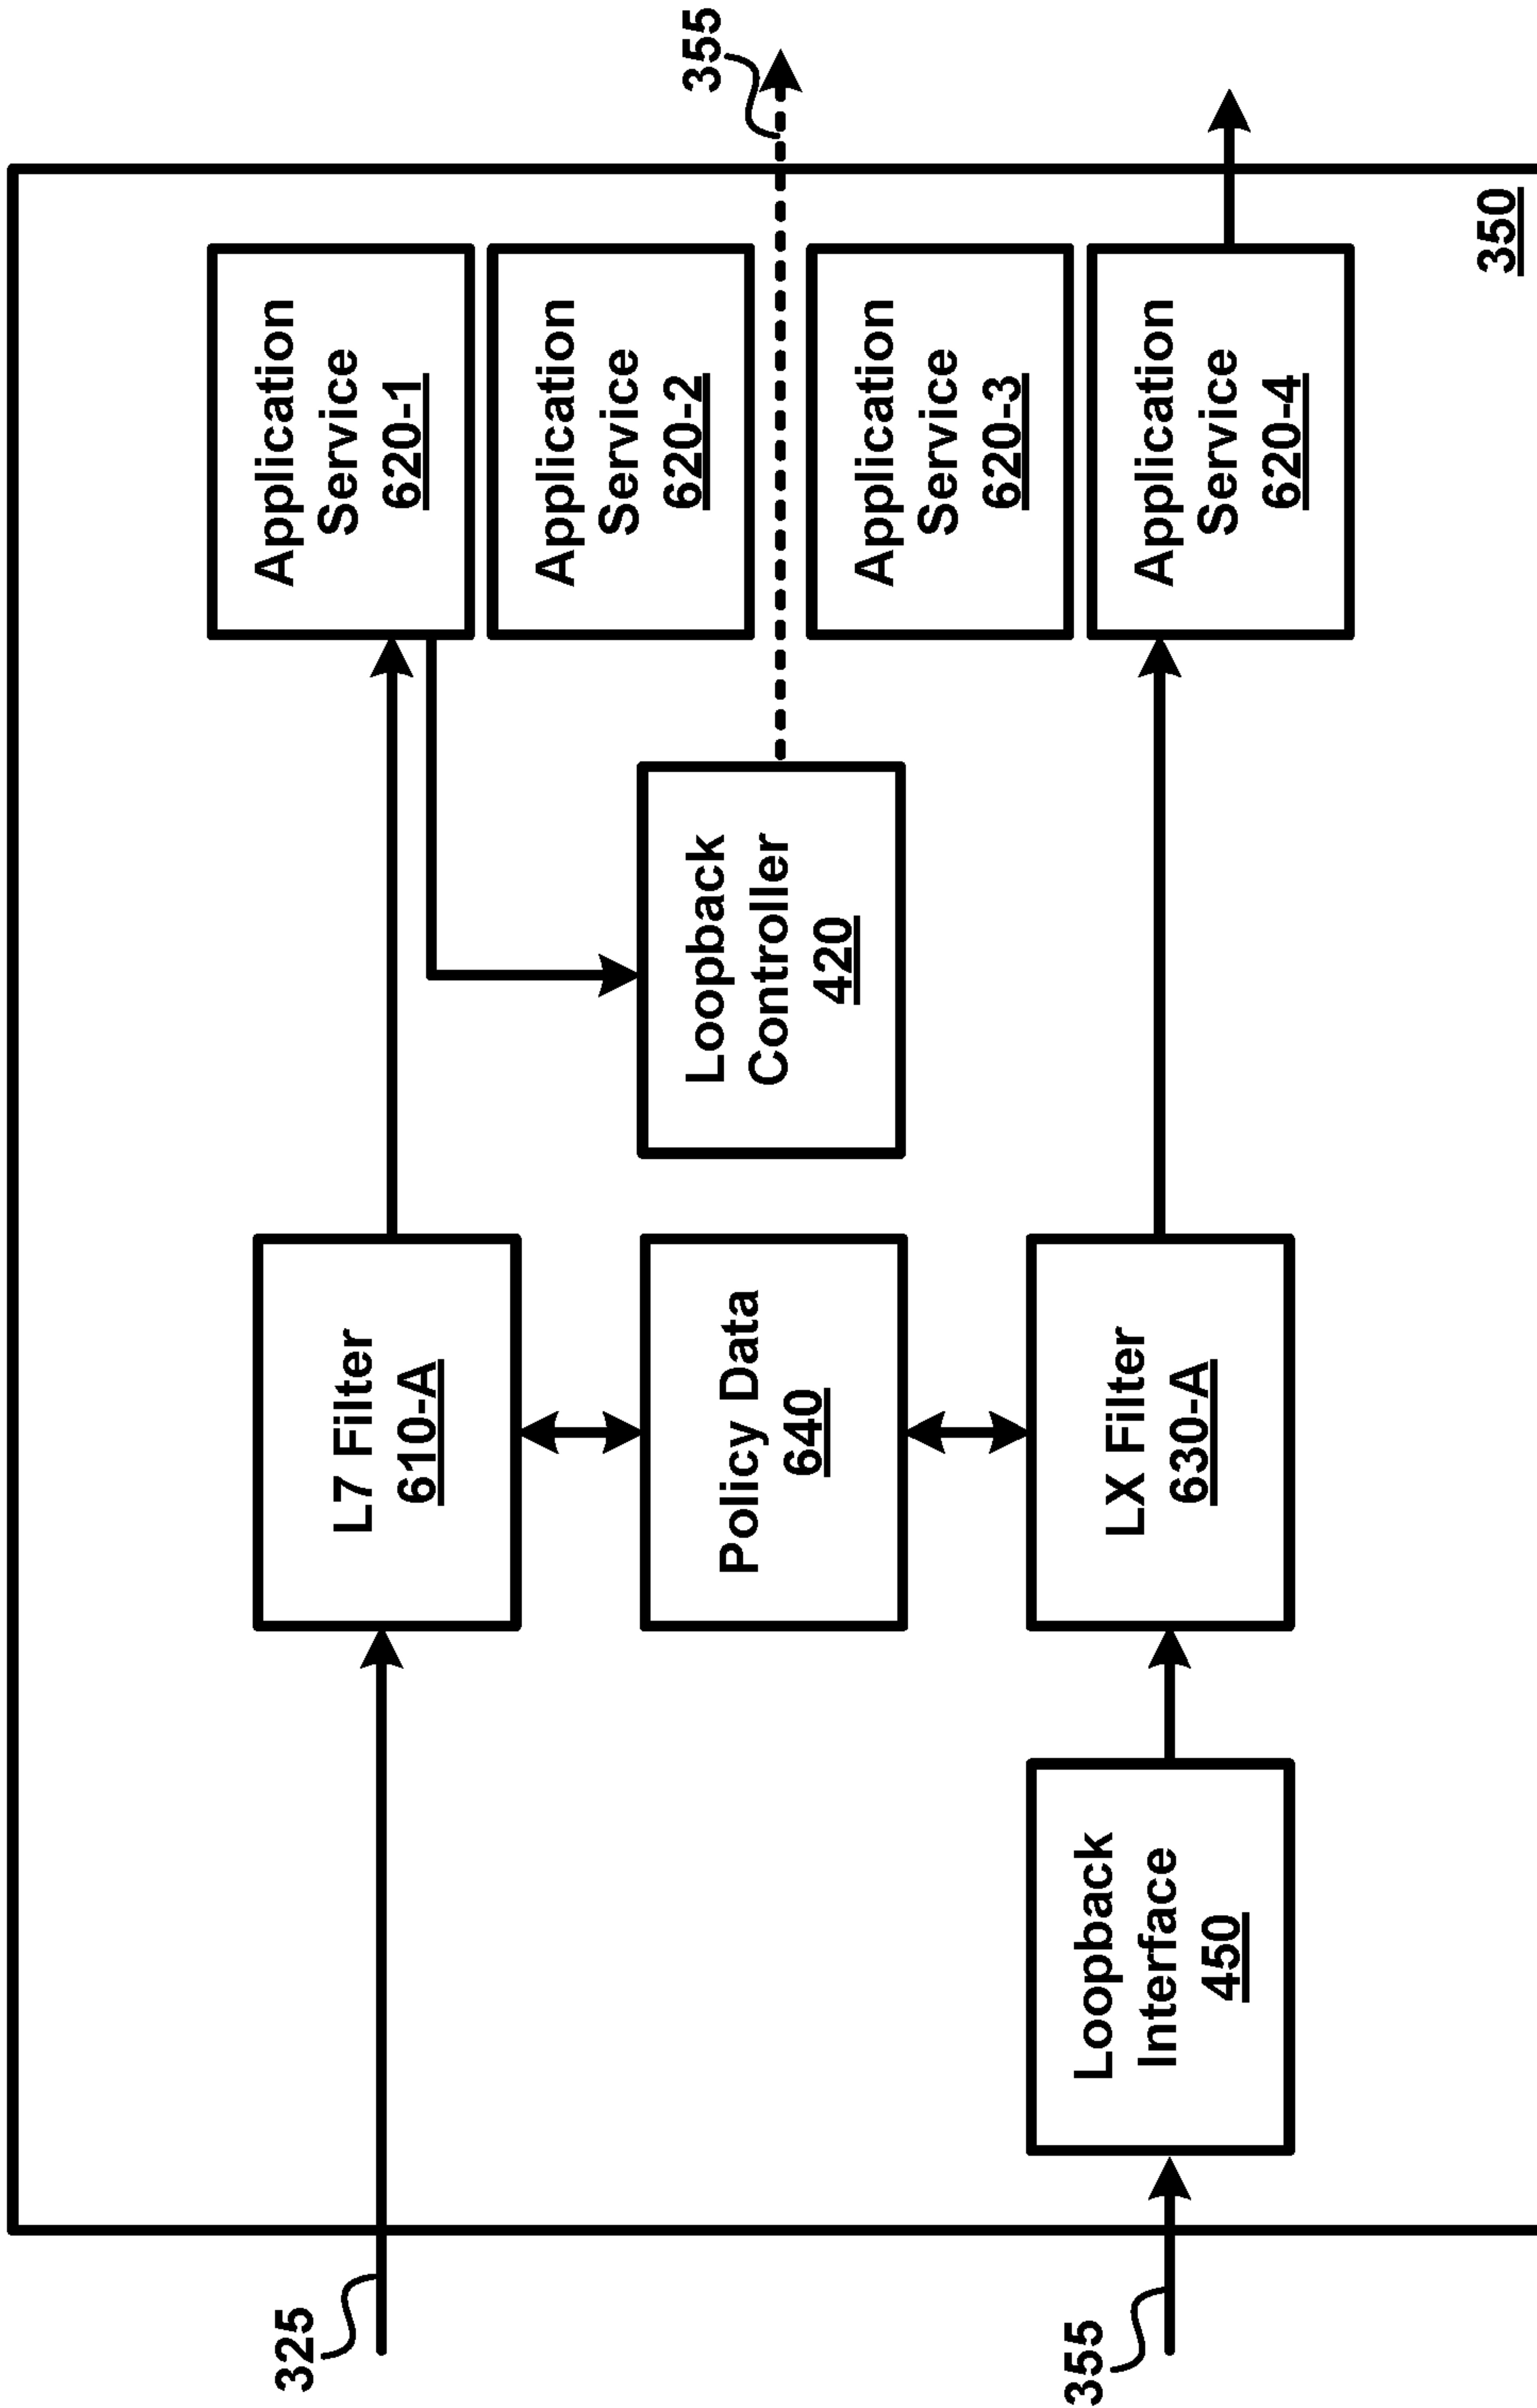 325
355
L7 Filter
610-A
Policy Data
640
Loopback
Interface
450
LX Filter
630-A
Loopback
Controller
420
Application
Service
620-1
Application
Service
620-2
Application
Service
620-3
Application
Service
620-4
355
350